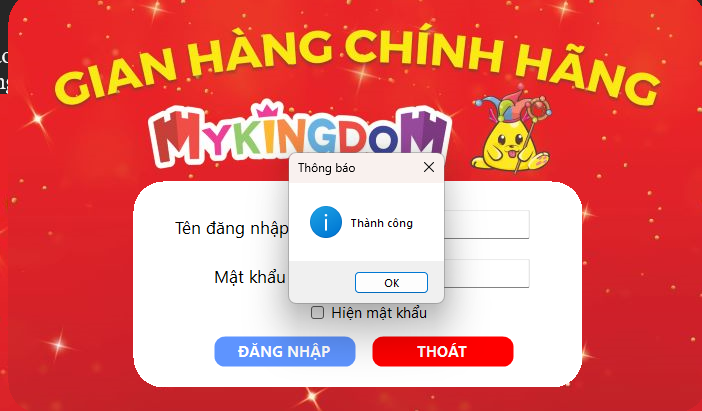 GIAN HÀNG CHÍNH HÃNG
MYKINGDOM
Thông báo
Thành công
OK
Tên đăng nhập
Mật khẩu
Hiện mật khẩu
ĐĂNG NHẬP
THOÁT